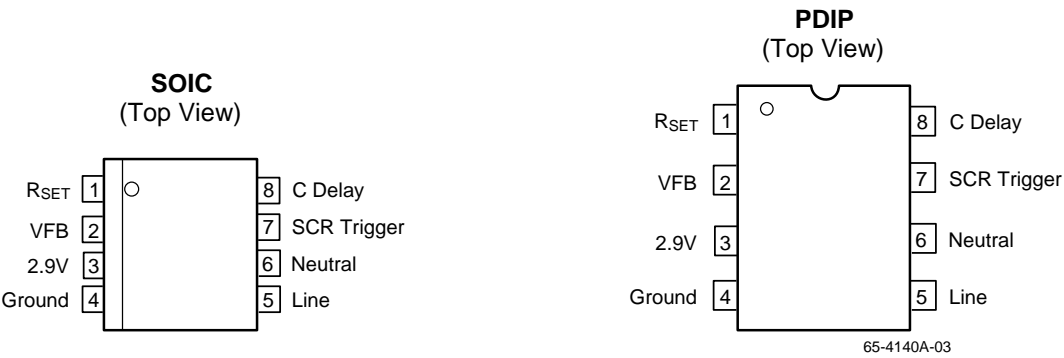 SOIC
(Top View)
RSET 1 8 C Delay
VFB 2 7 SCR Trigger
2.9V 3 6 Neutral
Ground 4 5 Line
PDIP
(Top View)
RSET 1 8 C Delay
VFB 2 7 SCR Trigger
2.9V 3 6 Neutral
Ground 4 5 Line
65-4140A-03